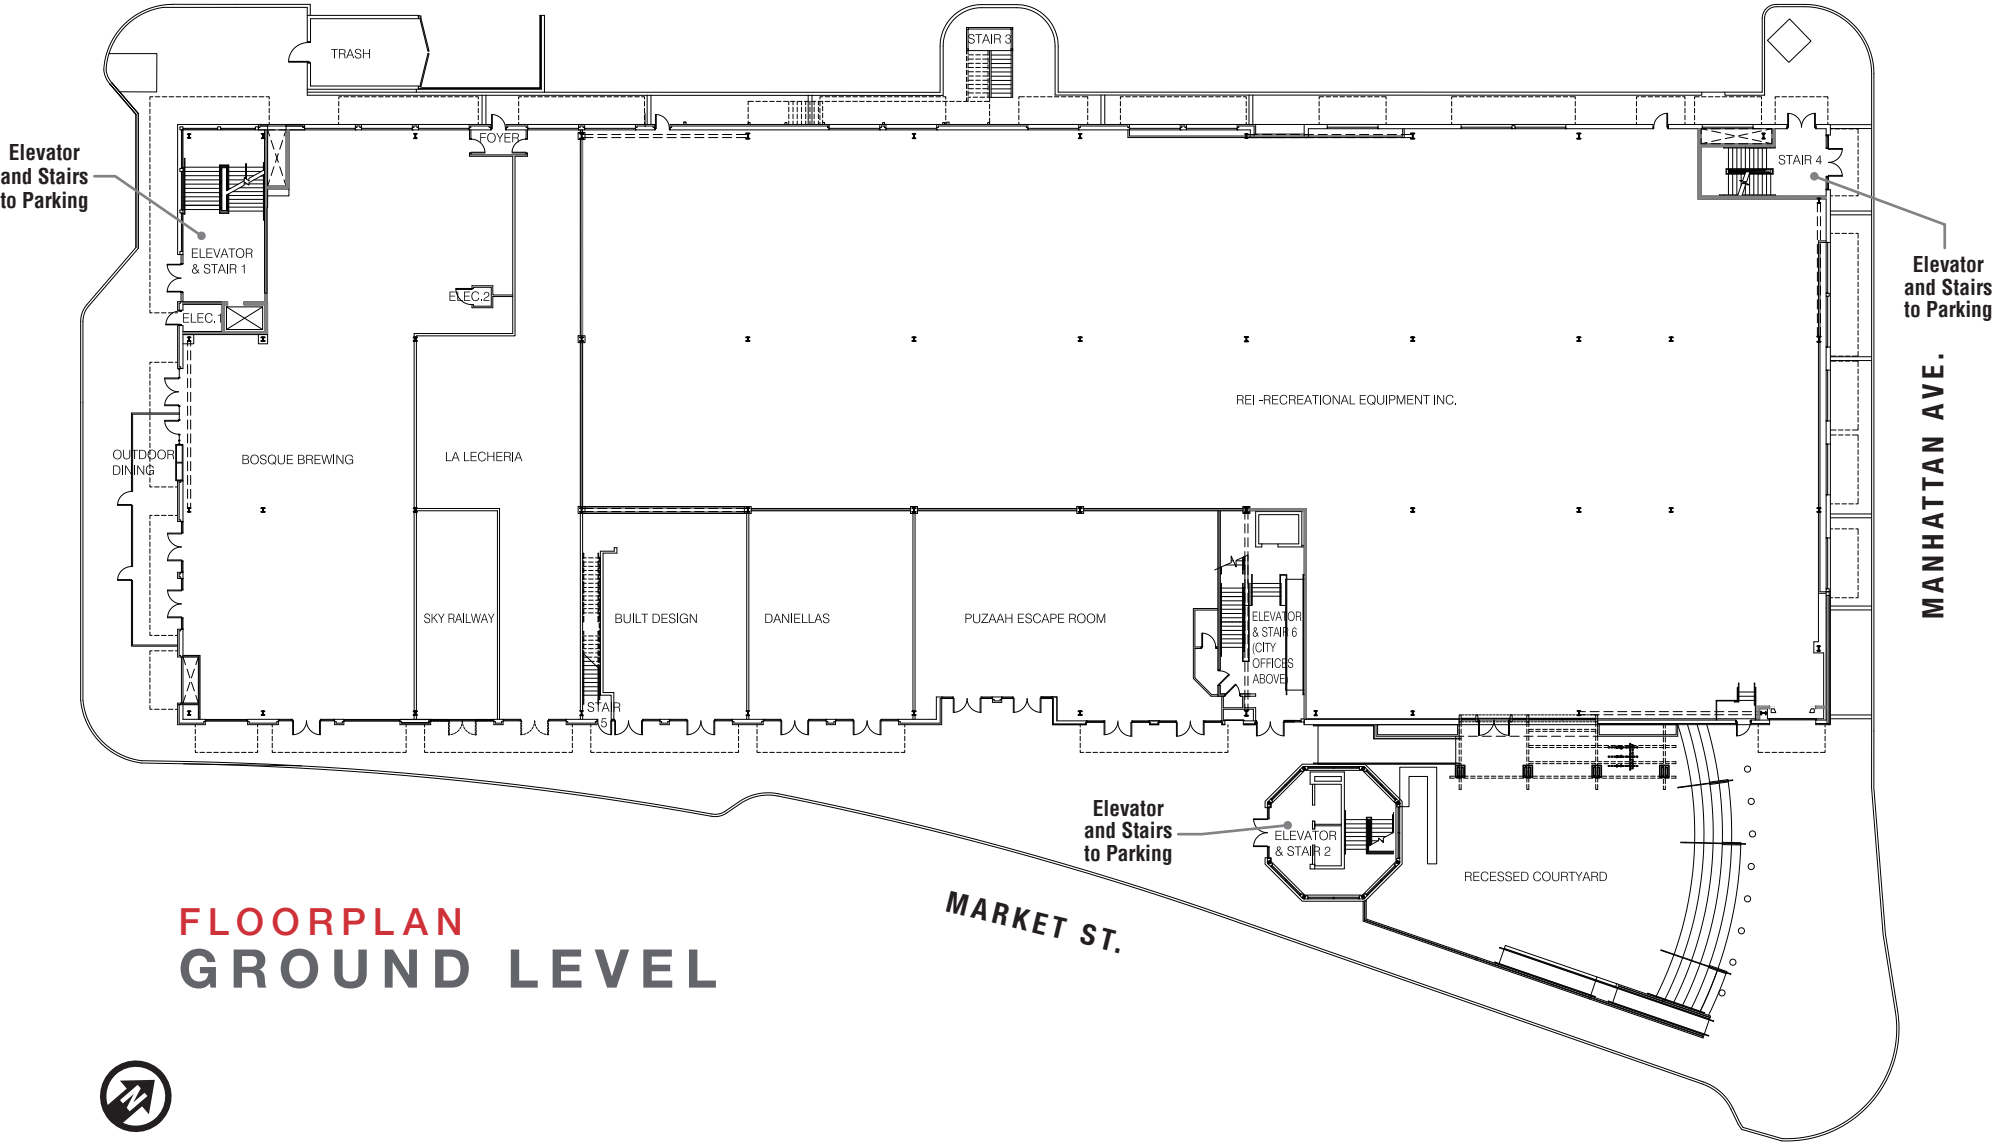 TRASH
STAIR 3
FOYER
Elevator
and Stairs
to Parking
STAIR 4
ELEVATOR
& STAIR 1
Elevator
and Stairs
to Parking
ELEC.2
ELEC.1
MANHATTAN AVE.
REI -RECREATIONAL EQUIPMENT INC.
OUTDOOR
DINING
BOSQUE BREWING
LA LECHERIA
SKY RAILWAY
BUILT DESIGN
DANIELLAS
PUZAAH ESCAPE ROOM
ELEVATOR
& STAIR 6
(CITY
OFFICES
ABOVE)
STAIR
5
Elevator
and Stairs
to Parking
ELEVATOR
& STAIR 2
RECESSED COURTYARD
MARKET ST.
FLOORPLAN
GROUND LEVEL
N